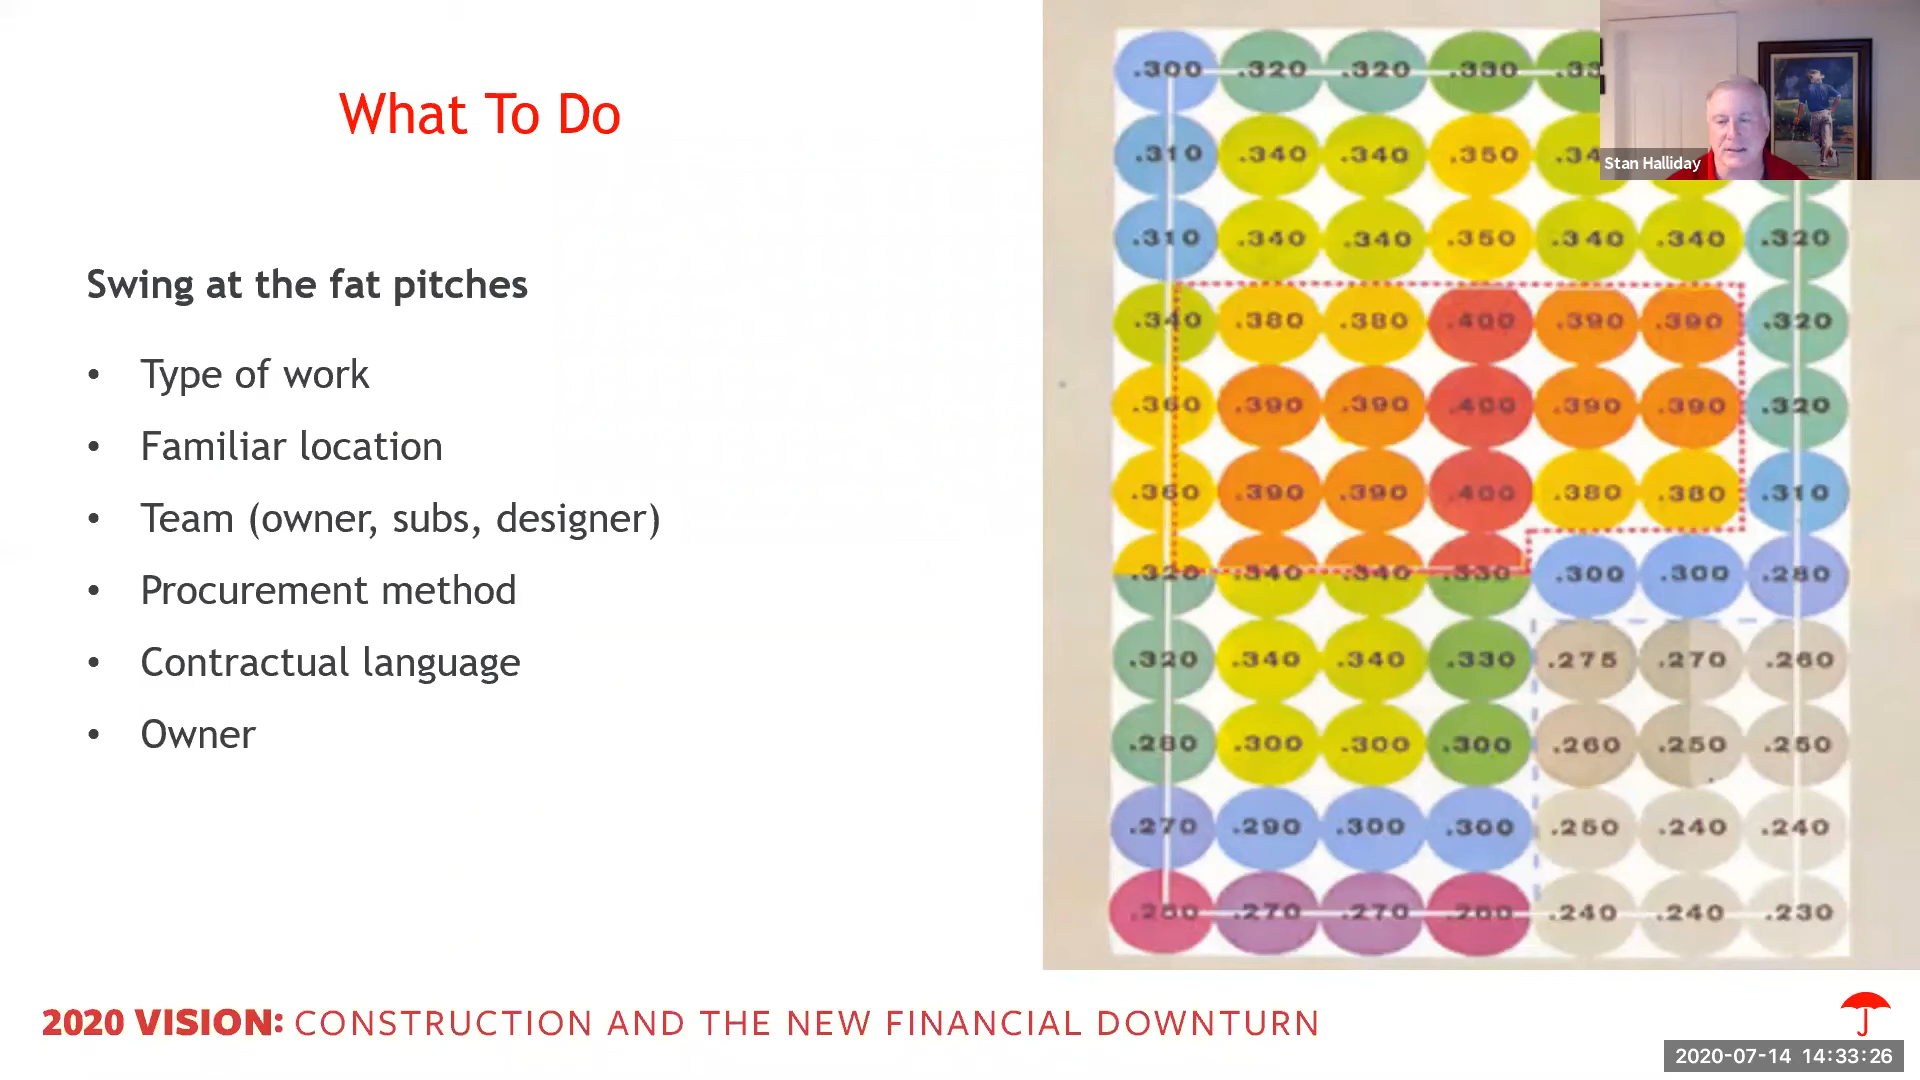 What To Do
Swing at the fat pitches
• Type of work
• Familiar location
• Team (owner, subs, designer)
• Procurement method
• Contractual language
• Owner
.300 .320 .320 .330
.310 .340 .340 .350
.310 .340 .340 .350 .340 .340 .320
.340 .380 .380 .400 .390 .390 .320
.360 .390 .390 .400 .390 .390 .320
.360 .390 .390 .400 .380 .380 .310
.320 .340 .340 .330 .300 .300 .280
.320 .340 .340 .330 .275 .270 .260
.280 .300 .300 .300 .260 .250 .250
.270 .290 .300 .300 .250 .240 .240
.250 .270 .270 .260 .240 .240 .230
Stan Halliday
2020 VISION: CONSTRUCTION AND THE NEW FINANCIAL DOWNTURN
2020-07-14 14:33:26